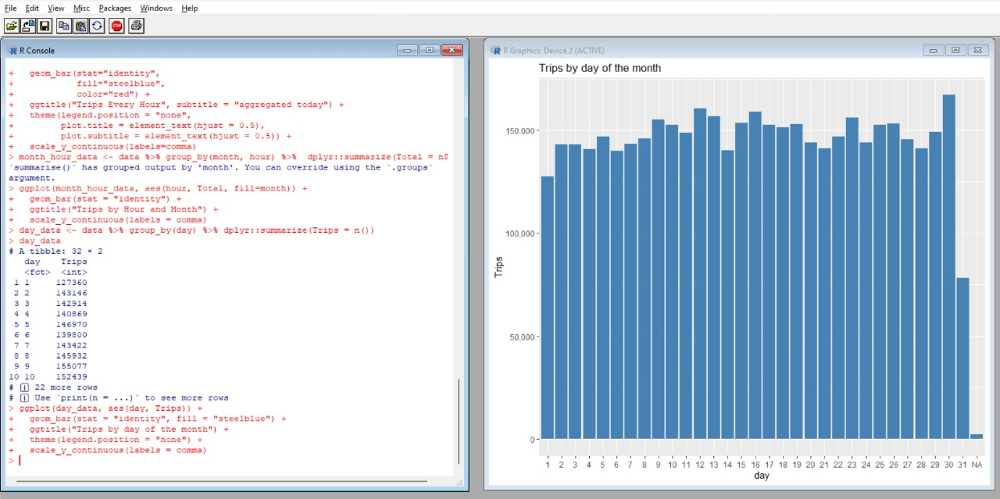 File Edit View Misc Packages Windows Help
STOP
R Console
+   geom_bar(stat="identity",
+            fill="steelblue",
+            color="red") +
+   ggtitle("Trips Every Hour", subtitle = "aggregated today") +
+   theme(legend.position = "none",
+         plot.title = element_text(hjust = 0.5),
+         plot.subtitle = element_text(hjust = 0.5)) +
+   scale_y_continuous(labels=comma)
> month_hour_data <- data %>% group_by(month, hour) %>%  dplyr::summarize(Total = n$
`summarise()` has grouped output by 'month'. You can override using the `.groups`
argument.
> ggplot(month_hour_data, aes(hour, Total, fill=month)) +
+   geom_bar(stat = "identity") +
+   ggtitle("Trips by Hour and Month") +
+   scale_y_continuous(labels = comma)
> day_data <- data %>% group_by(day) %>% dplyr::summarize(Trips = n())
> day_data
# A tibble: 32 × 2
   day    Trips
   <fct>  <int>
 1 1     127360
 2 2     143146
 3 3     142914
 4 4     140869
 5 5     146970
 6 6     139800
 7 7     143422
 8 8     145932
 9 9     155077
10 10    152439
# i 22 more rows
# i Use `print(n = ...)` to see more rows
> ggplot(day_data, aes(day, Trips)) +
+   geom_bar(stat = "identity", fill = "steelblue") +
+   ggtitle("Trips by day of the month") +
+   theme(legend.position = "none") +
+   scale_y_continuous(labels = comma)
>
R Graphics: Device 2 (ACTIVE)
Trips by day of the month
150,000
100,000
50,000
0
Trips
1 2 3 4 5 6 7 8 9 10 11 12 13 14 15 16 17 18 19 20 21 22 23 24 25 26 27 28 29 30 31 NA
day